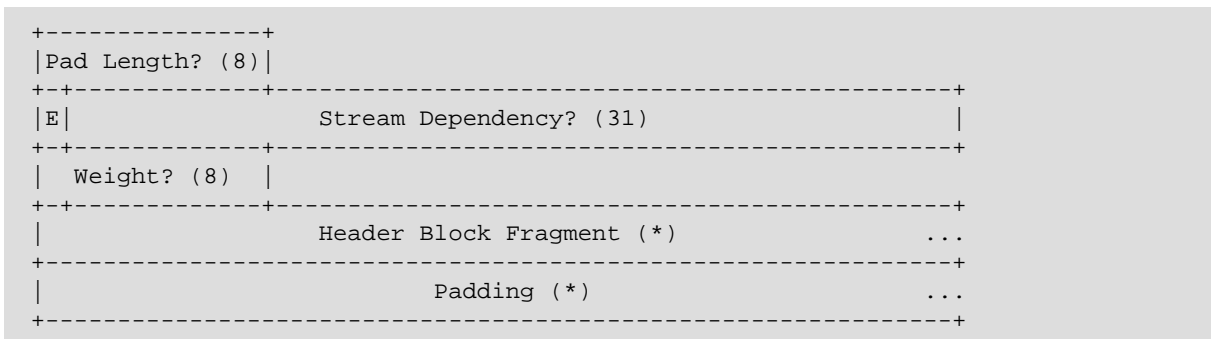 +---------------+
|Pad Length? (8)|
+-+-------------+-----------------------------------------------+
|E|                 Stream Dependency? (31)                     |
+-+-------------+-----------------------------------------------+
|  Weight? (8)  |
+-+-------------+-----------------------------------------------+
|                   Header Block Fragment (*)                 ...
+---------------------------------------------------------------+
|                           Padding (*)                       ...
+---------------------------------------------------------------+